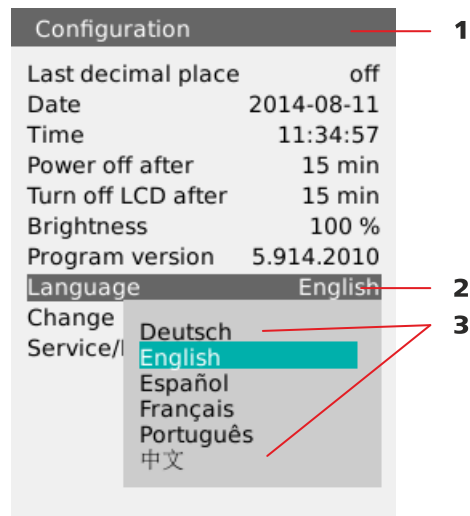 Configuration 1
Last decimal place off
Date 2014-08-11
Time 11:34:57
Power off after 15 min
Turn off LCD after 15 min
Brightness 100 %
Program version 5.914.2010
Language English 2
Change 3
Service/
Deutsch
English
Español
Français
Português
中文